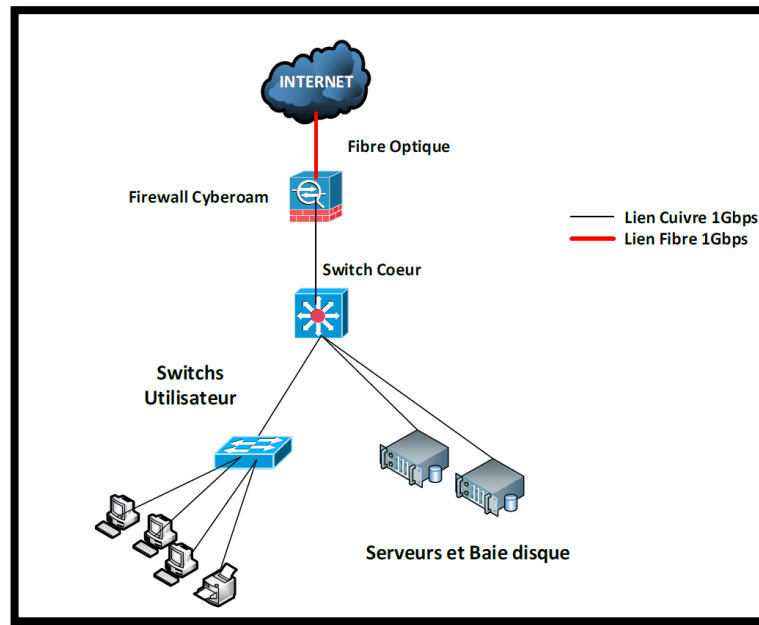 INTERNET
Fibre Optique
Firewall Cyberoam
Lien Cuivre 1Gbps
Lien Fibre 1Gbps
Switch Coeur
Switchs
Utilisateur
Serveurs et Baie disque